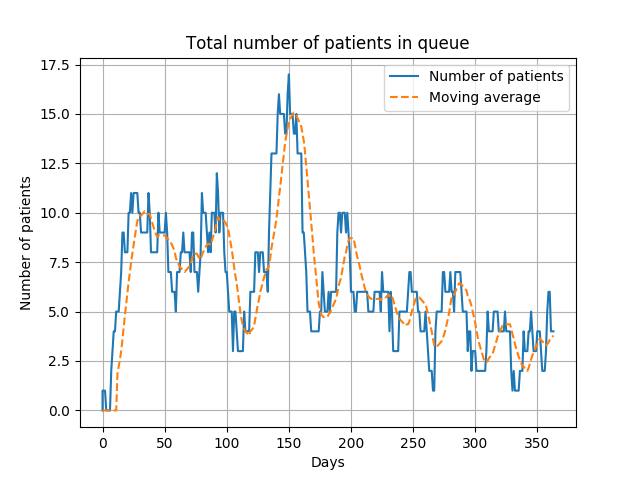 Total number of patients in queue
Number of patients
Moving average
17.5
15.0
12.5
10.0
7.5
5.0
2.5
0.0
Number of patients
0 50 100 150 200 250 300 350
Days